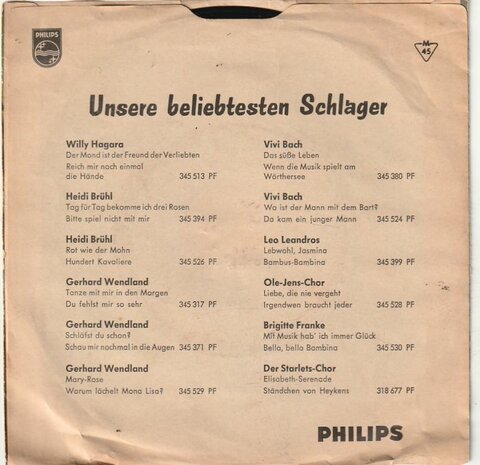 PHILIPS
M
45
Unsere beliebtesten Schlager
Willy Hagara
Der Mond ist der Freund der Verliebten
Reich mir noch einmal
die Hände 345 513 PF
Heidi Brühl
Tag für Tag bekomme ich drei Rosen
Bitte spiel nicht mit mir 345 394 PF
Heidi Brühl
Rot wie der Mohn
Hundert Kavaliere 345 526 PF
Gerhard Wendland
Tanze mit mir in den Morgen
Du fehlst mir so sehr 345 317 PF
Gerhard Wendland
Schläfst du schon?
Schau mir nochmal in die Augen 345 371 PF
Gerhard Wendland
Mary-Rose
Warum lächelt Mona Lisa? 345 529 PF
Vivi Bach
Das süße Leben
Wenn die Musik spielt am
Wörthersee 345 380 PF
Vivi Bach
Wo ist der Mann mit dem Bart?
Da kam ein junger Mann 345 524 PF
Leo Leandros
Lebwohl, Jasmina
Bambus-Bambina 345 399 PF
Ole-Jens-Chor
Liebe, die nie vergeht
Irgendwen braucht jeder 345 528 PF
Brigitte Franke
Mit Musik hab' ich immer Glück
Bella, bella Bambina 345 530 PF
Der Starlets-Chor
Elisabeth-Serenade
Ständchen von Heykens 318 677 PF
PHILIPS